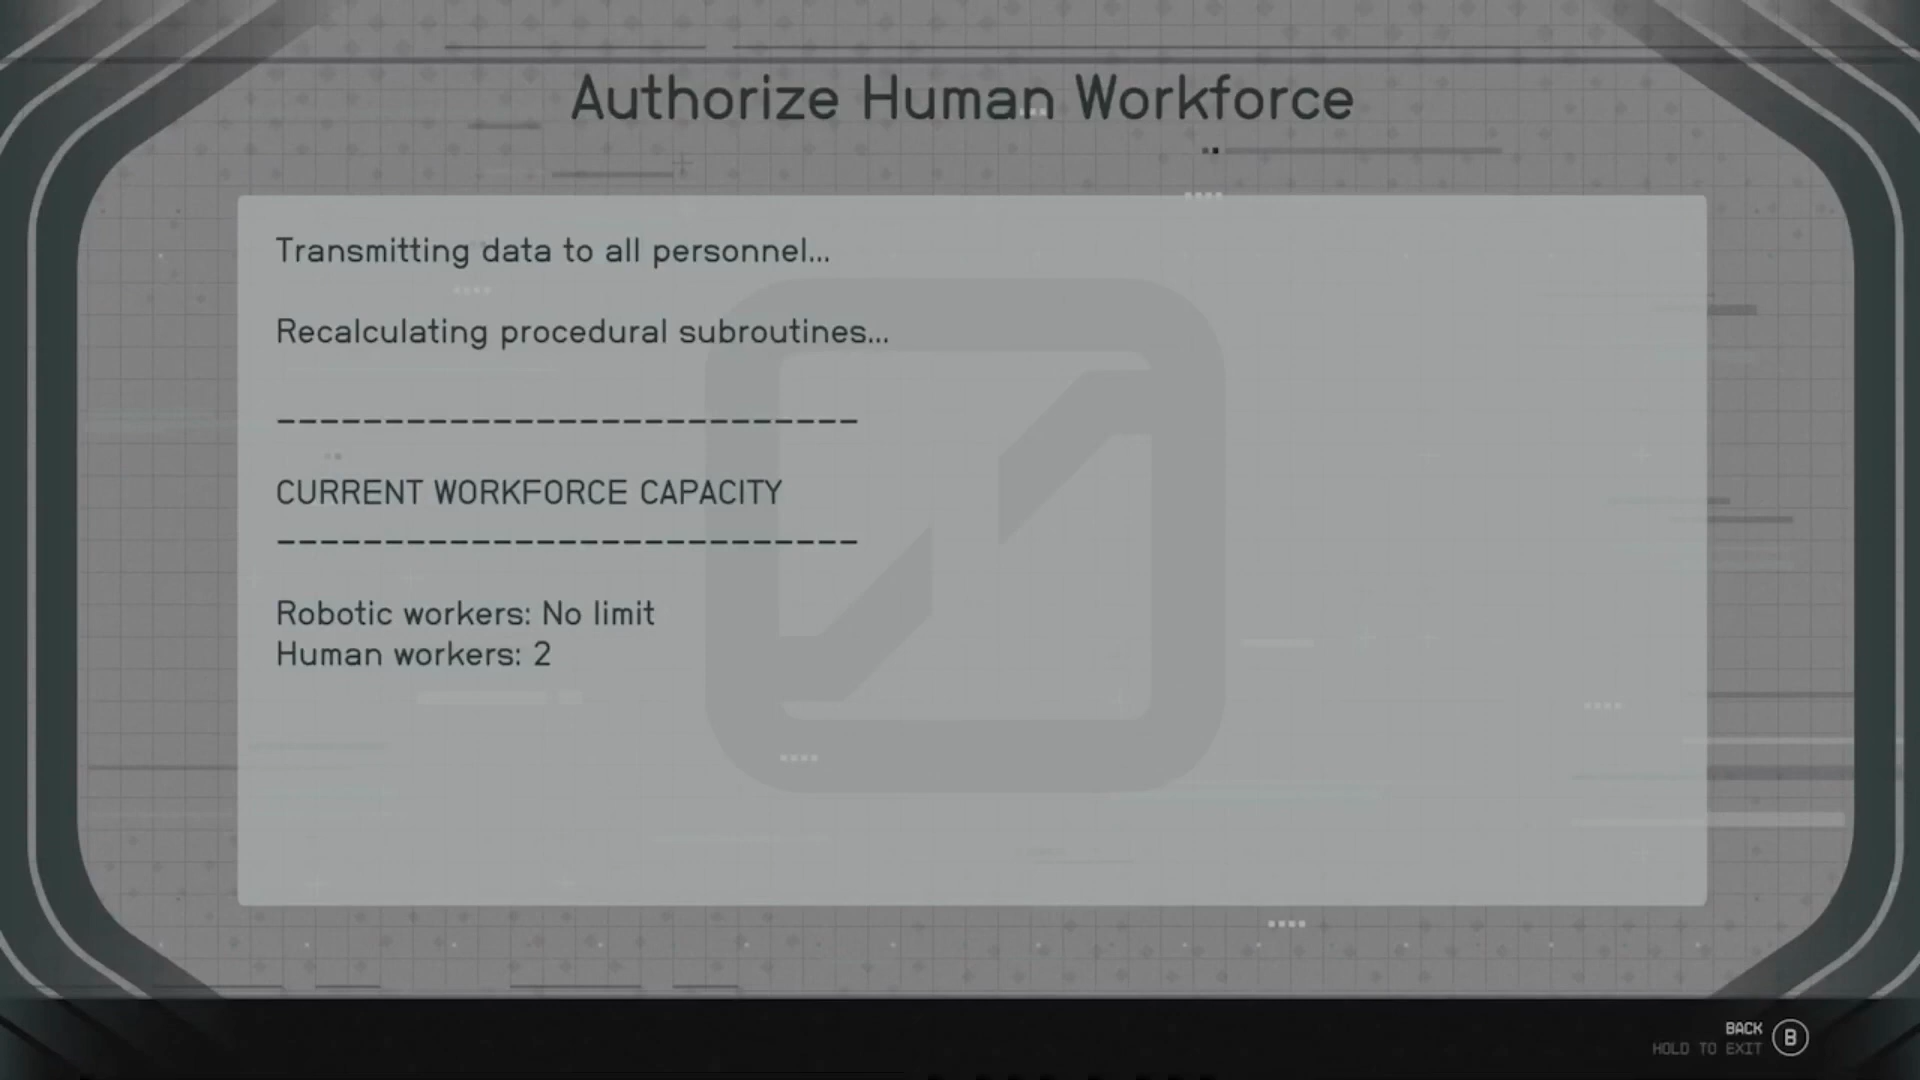 Authorize Human Workforce
Transmitting data to all personnel...
Recalculating procedural subroutines...
---------------------------
CURRENT WORKFORCE CAPACITY
---------------------------
Robotic workers: No limit
Human workers: 2
BACK
B
HOLD TO EXIT